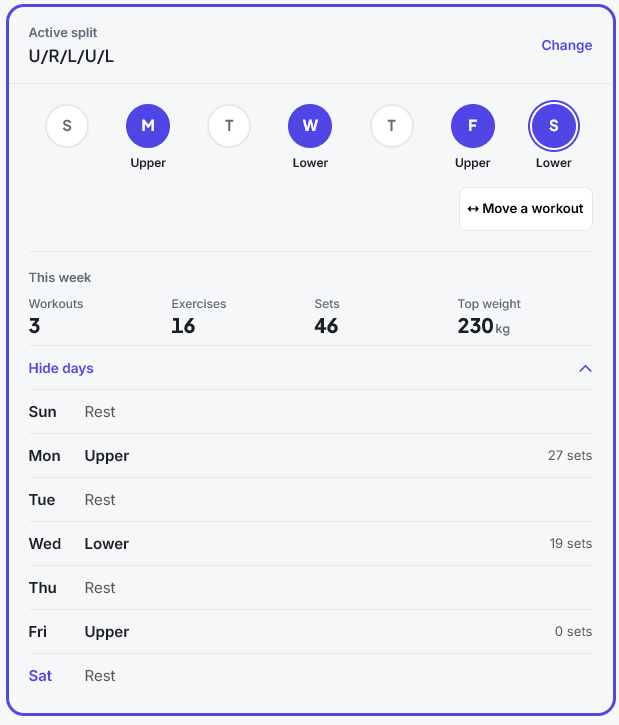 Active split
U/R/L/U/L
Change
S M T W T F S
Upper Lower Upper Lower
↔ Move a workout
This week
Workouts Exercises Sets Top weight
3 16 46 230 kg
Hide days
Sun Rest
Mon Upper 27 sets
Tue Rest
Wed Lower 19 sets
Thu Rest
Fri Upper 0 sets
Sat Rest